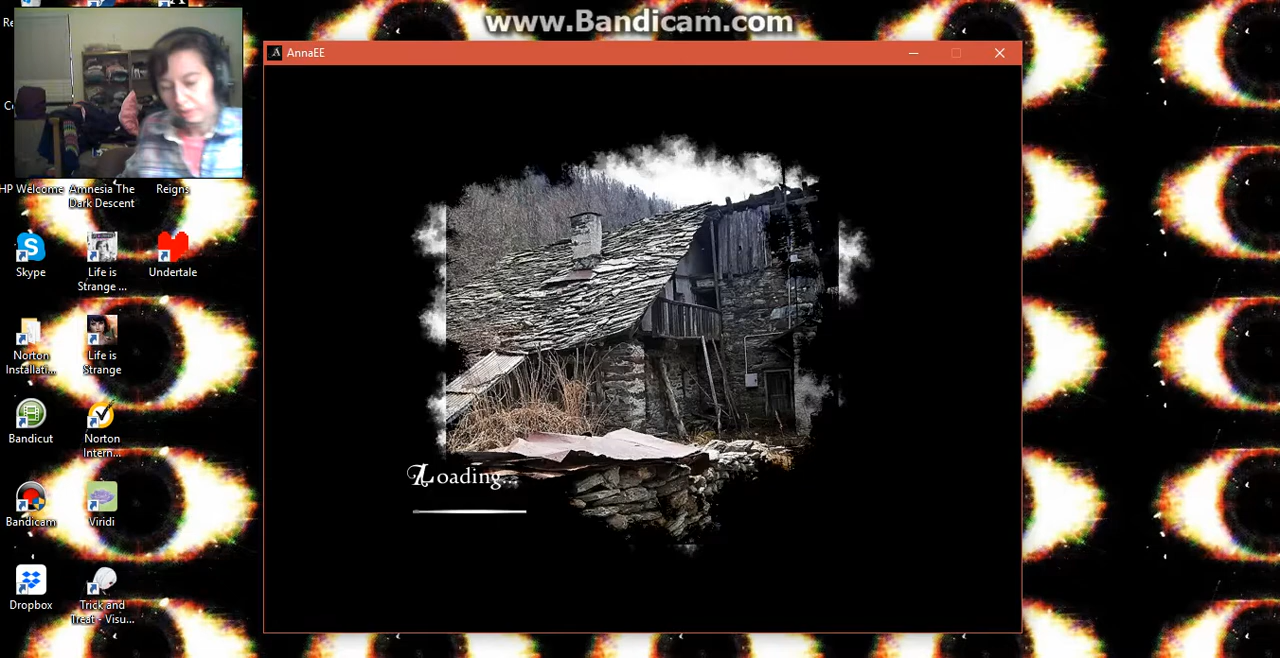 www.Bandicam.com
AnnaEE
HP Welcome
Amnesia The
Dark Descent
Reigns
Skype
Life is
Strange ...
Undertale
Norton
Installati...
Life is
Strange
Bandicut
Norton
Intern...
Bandicam
Viridi
Dropbox
Trick and
Treat - Visu...
Loading...